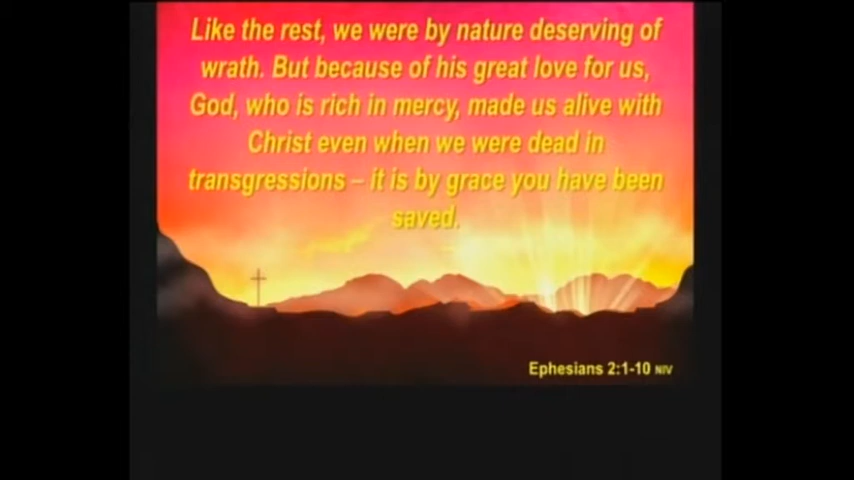 Like the rest, we were by nature deserving of
wrath. But because of his great love for us,
God, who is rich in mercy, made us alive with
Christ even when we were dead in
transgressions – it is by grace you have been
saved.
Ephesians 2:1-10 NIV